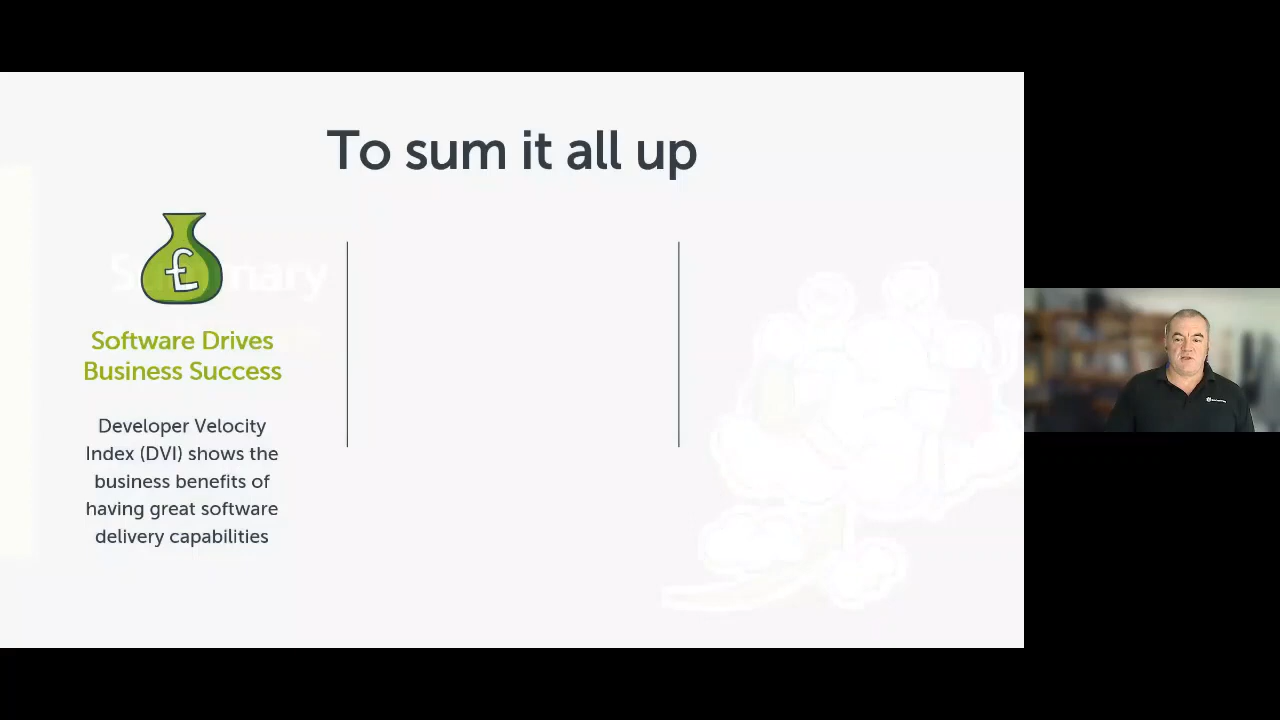 To sum it all up
£
Software Drives
Business Success
Developer Velocity
Index (DVI) shows the
business benefits of
having great software
delivery capabilities